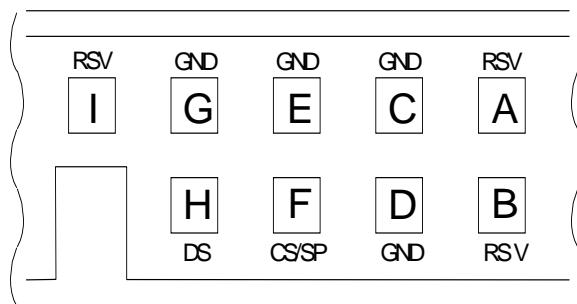 RSV GND GND GND RSV
I G E C A
H F D B
DS CS/SP GND RSV